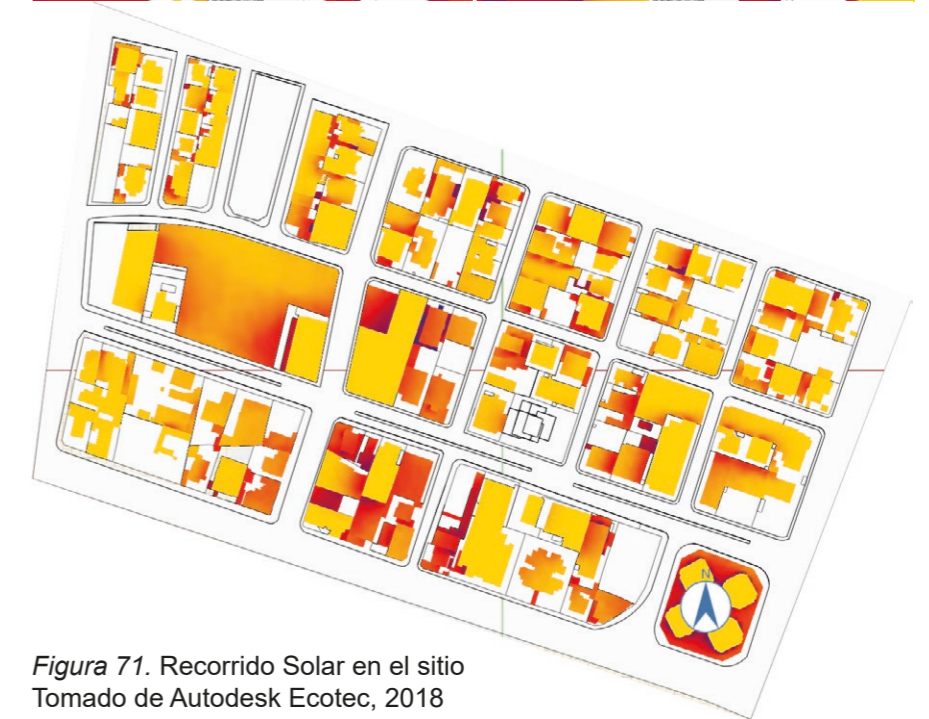 N
Figura 71. Recorrido Solar en el sitio
Tomado de Autodesk Ecotec, 2018